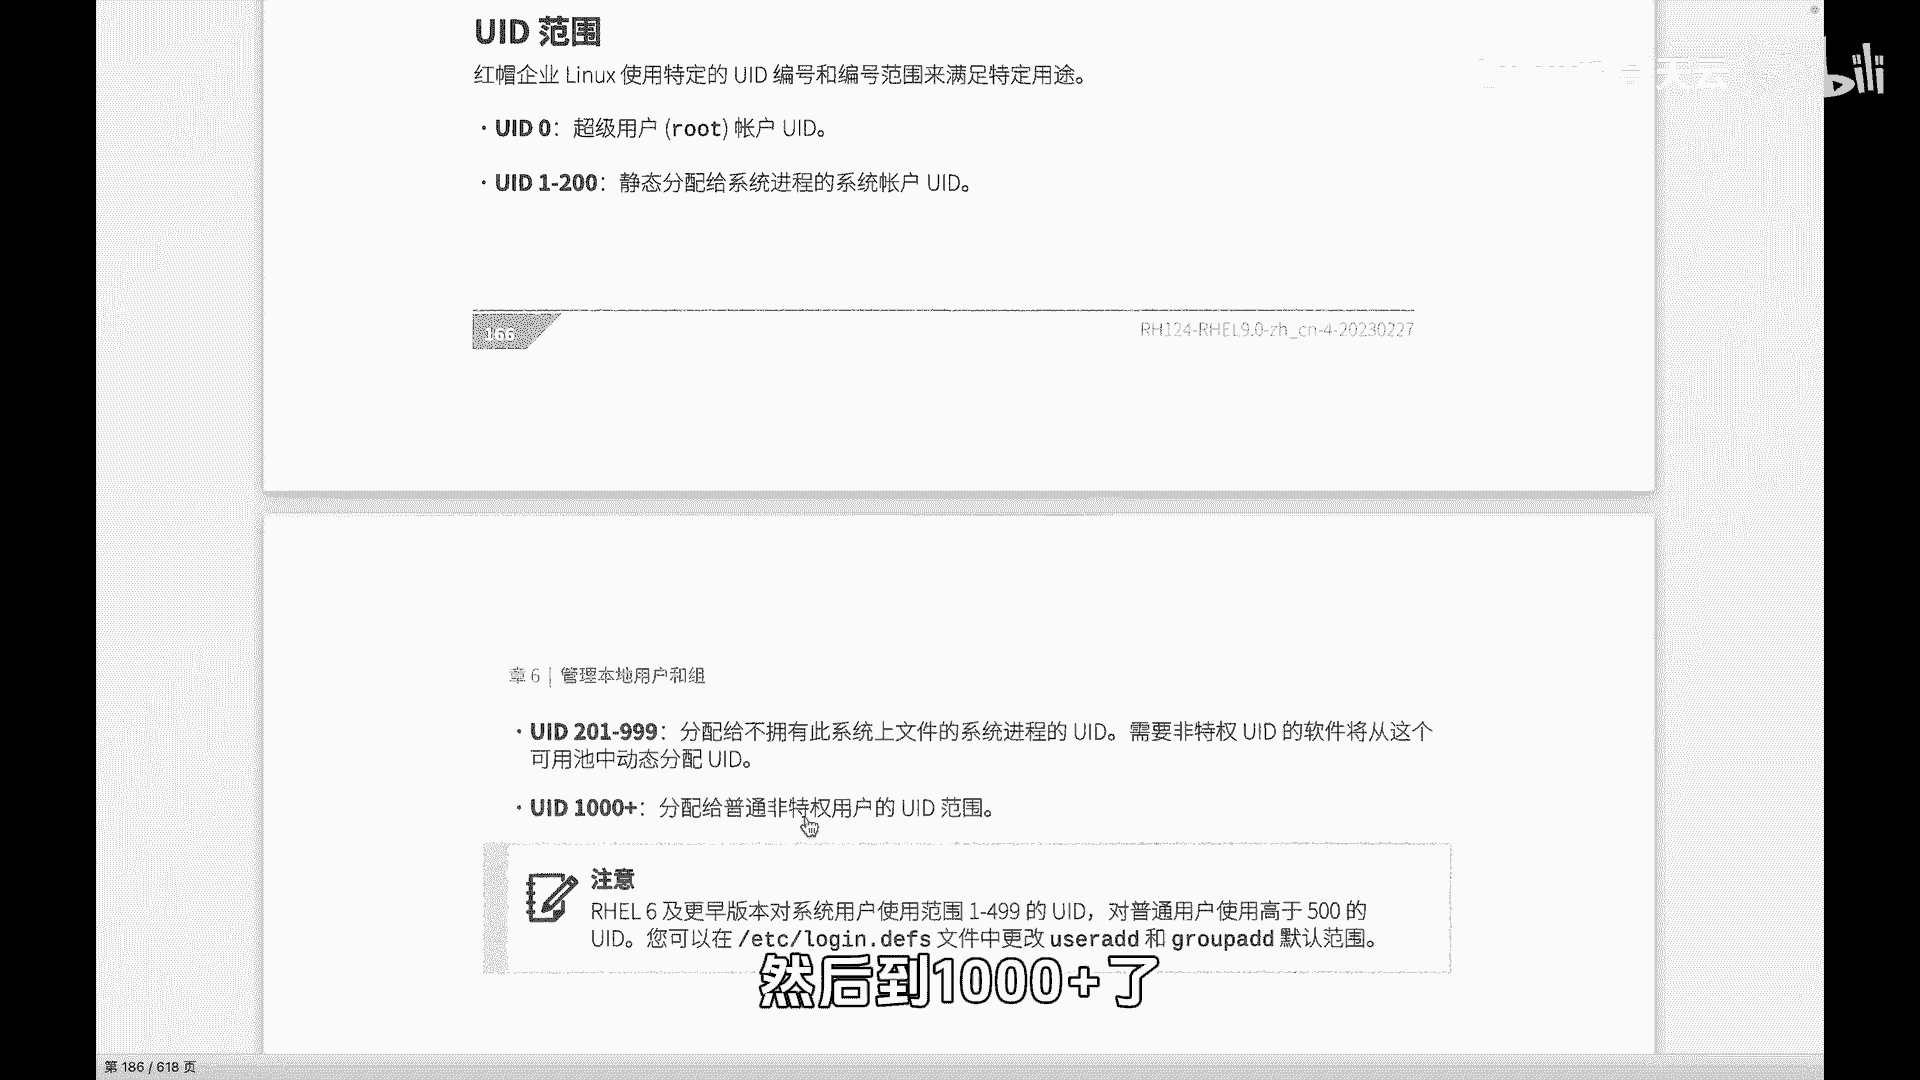 UID 范围
红帽企业 Linux 使用特定的 UID 编号和编号范围来满足特定用途。
· UID 0：超级用户 (root) 帐户 UID。
· UID 1-200：静态分配给系统进程的系统帐户 UID。
166
RH124-RHEL9.0-zh_cn-4-20230227
章 6 | 管理本地用户和组
· UID 201-999：分配给不拥有此系统上文件的系统进程的 UID。需要非特权 UID 的软件将从这个
可用池中动态分配 UID。
· UID 1000+：分配给普通非特权用户的 UID 范围。
注意
RHEL 6 及更早版本对系统用户使用范围 1-499 的 UID，对普通用户使用高于 500 的
UID。您可以在 /etc/login.defs 文件中更改 useradd 和 groupadd 默认范围。
然后到1000+了
第 186 / 618 页